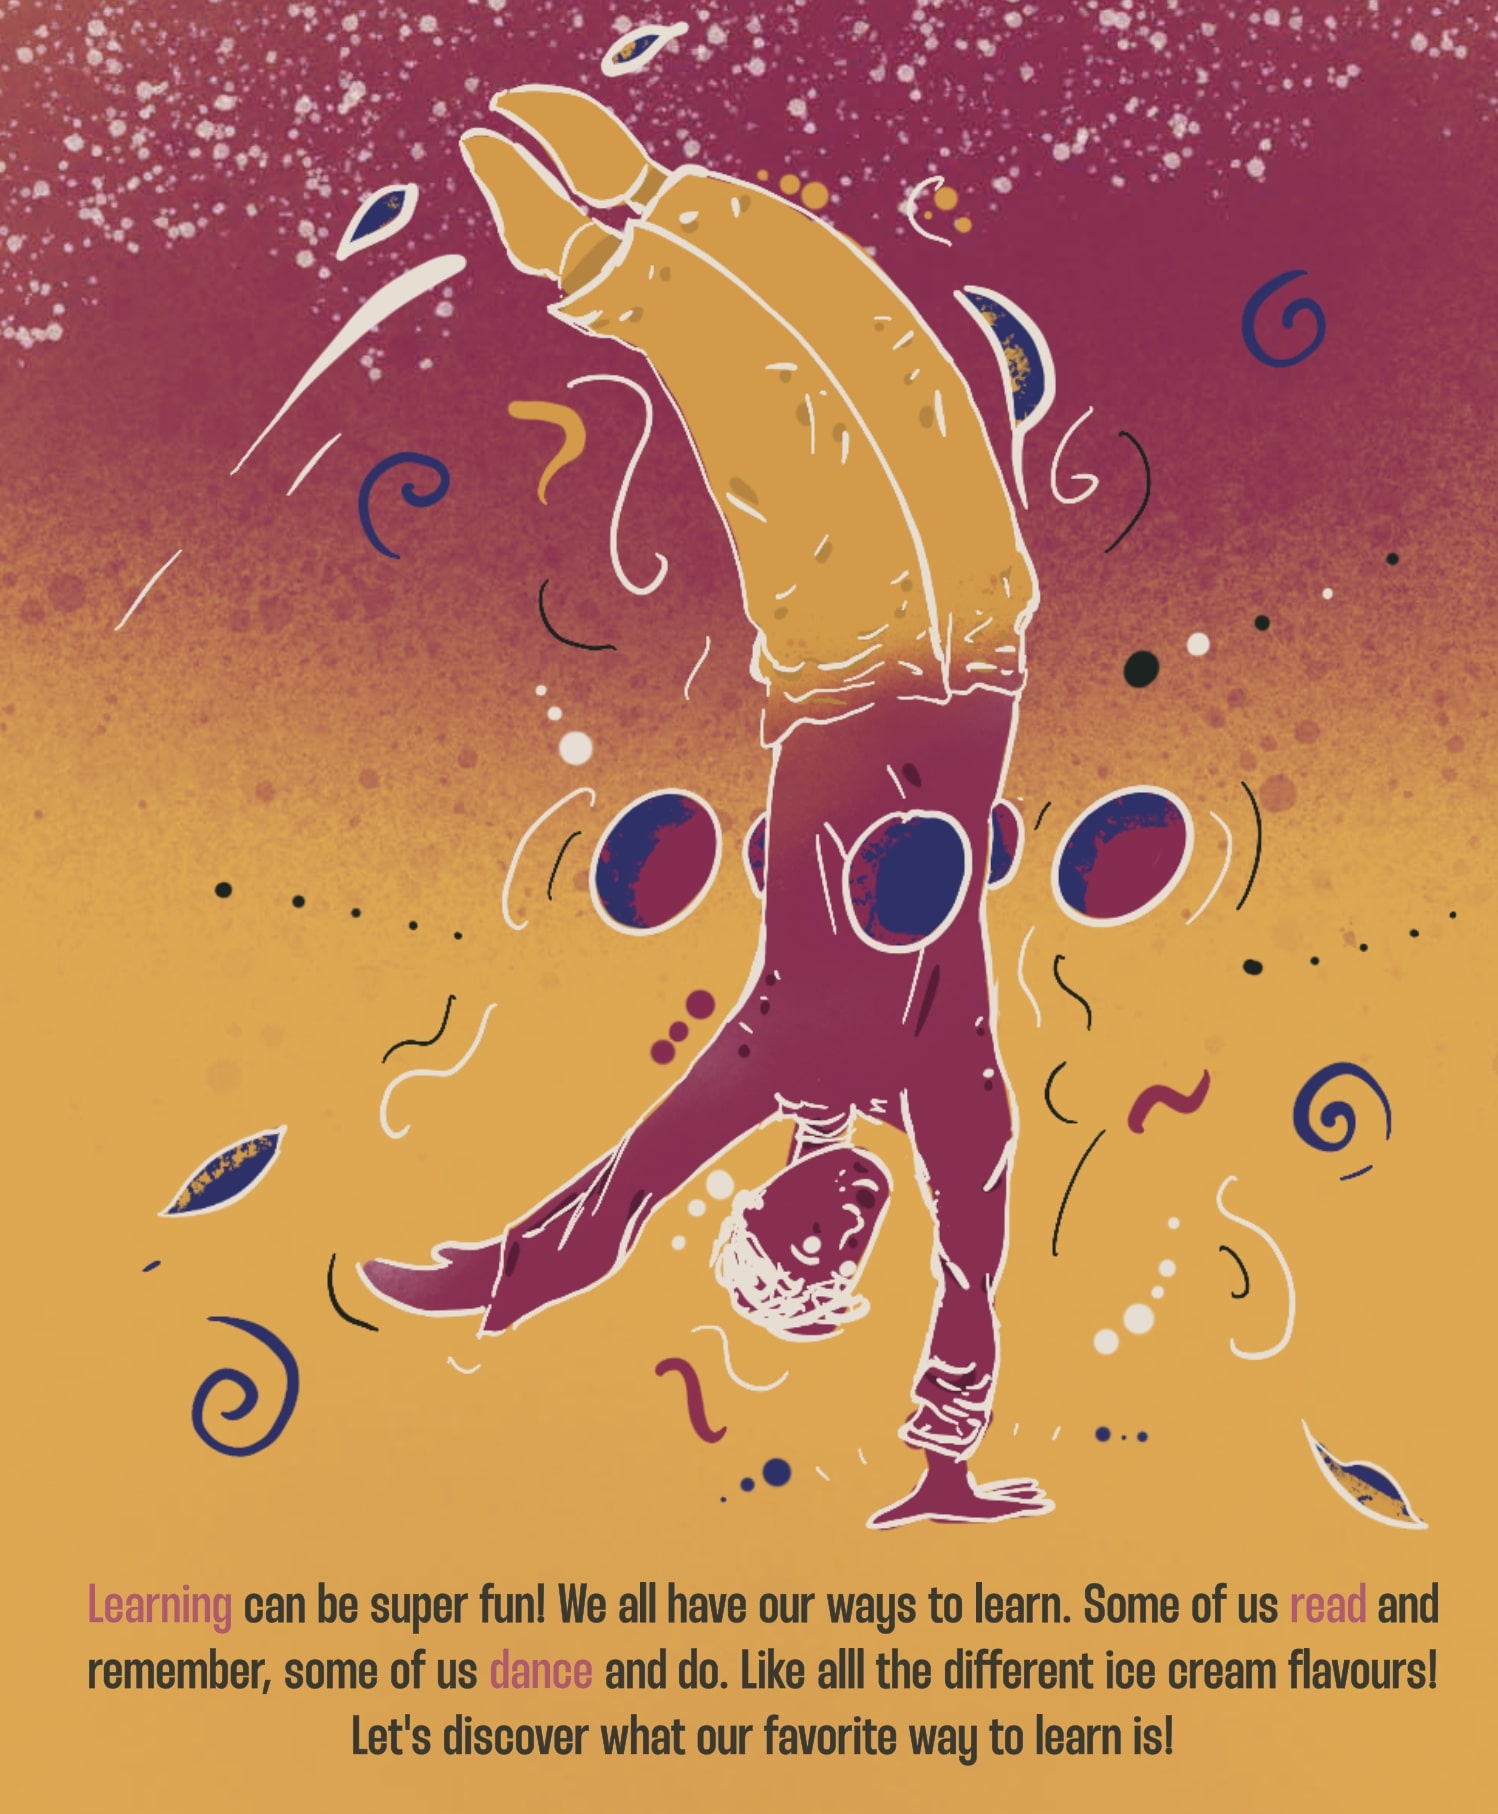 Learning can be super fun! We all have our ways to learn. Some of us read and
remember, some of us dance and do. Like alll the different ice cream flavours!
Let's discover what our favorite way to learn is!